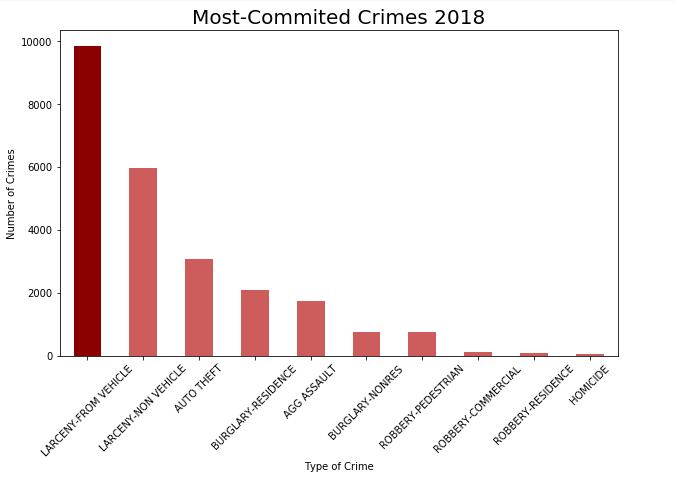 Most-Commited Crimes 2018
10000
8000
6000
4000
2000
0
Number of Crimes
LARCENY-FROM VEHICLE
LARCENY-NON VEHICLE
AUTO THEFT
BURGLARY-RESIDENCE
AGG ASSAULT
BURGLARY-NONRES
ROBBERY-PEDESTRIAN
ROBBERY-COMMERCIAL
ROBBERY-RESIDENCE
HOMICIDE
Type of Crime